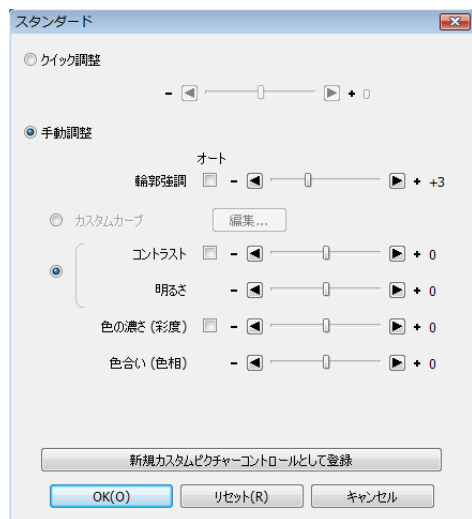 スタンダード
クイック調整
- + 0
手動調整
オート
輪郭強調 - + +3
カスタムカーブ 編集...
コントラスト - + 0
明るさ - + 0
色の濃さ (彩度) - + 0
色合い (色相) - + 0
新規カスタムピクチャーコントロールとして登録
OK(O) リセット(R) キャンセル